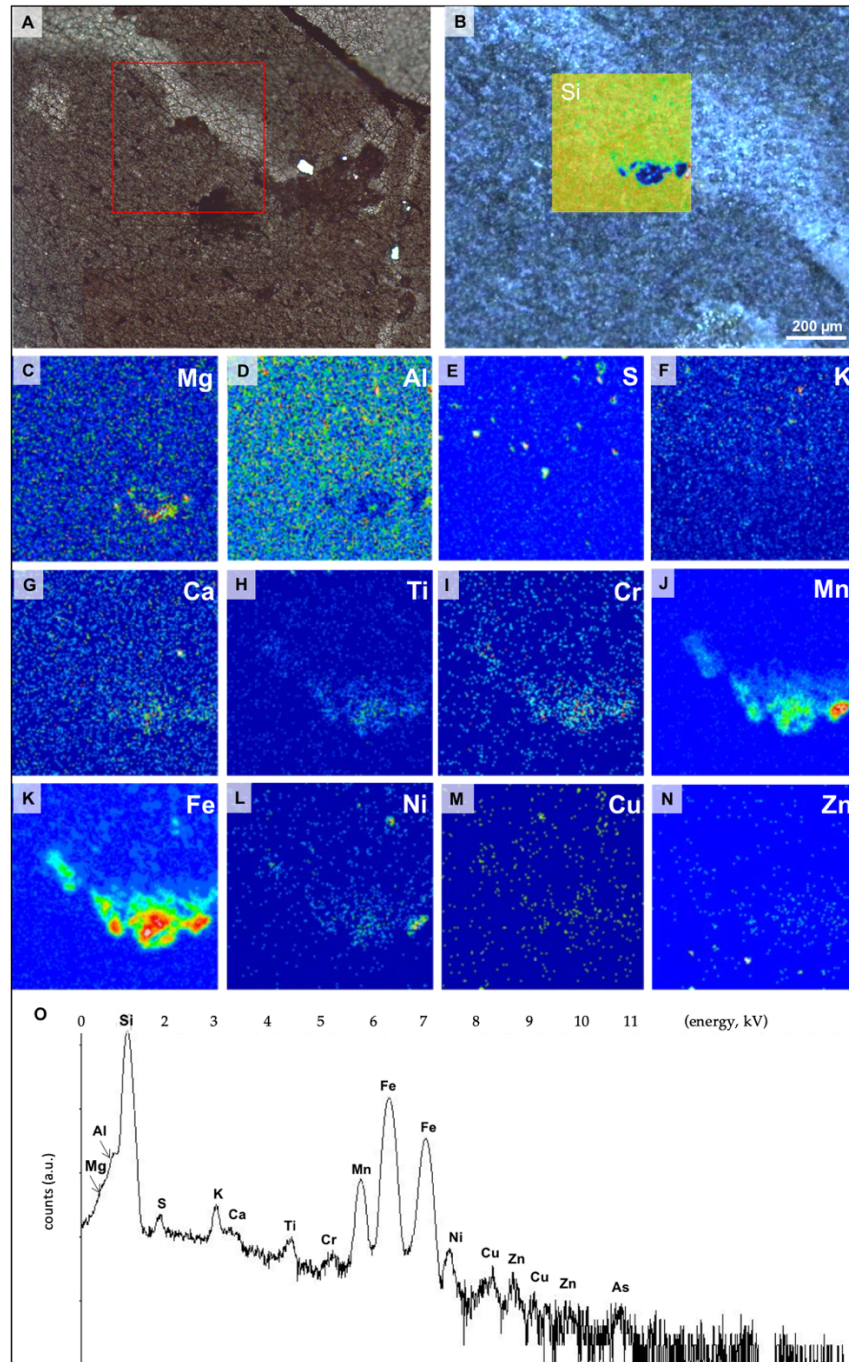 A B
Si
200 µm
C Mg D Al E S F K
G Ca H Ti I Cr J Mn
K Fe L Ni M Cu N Zn
O 0 2 3 4 5 6 7 8 9 10 11 (energy, kV)
Si
Fe
Fe
Al
Mn
Mg
K
S
Ca
Ti
Cr
Ni
Cu
Zn
Cu
Zn
As
counts (a.u.)